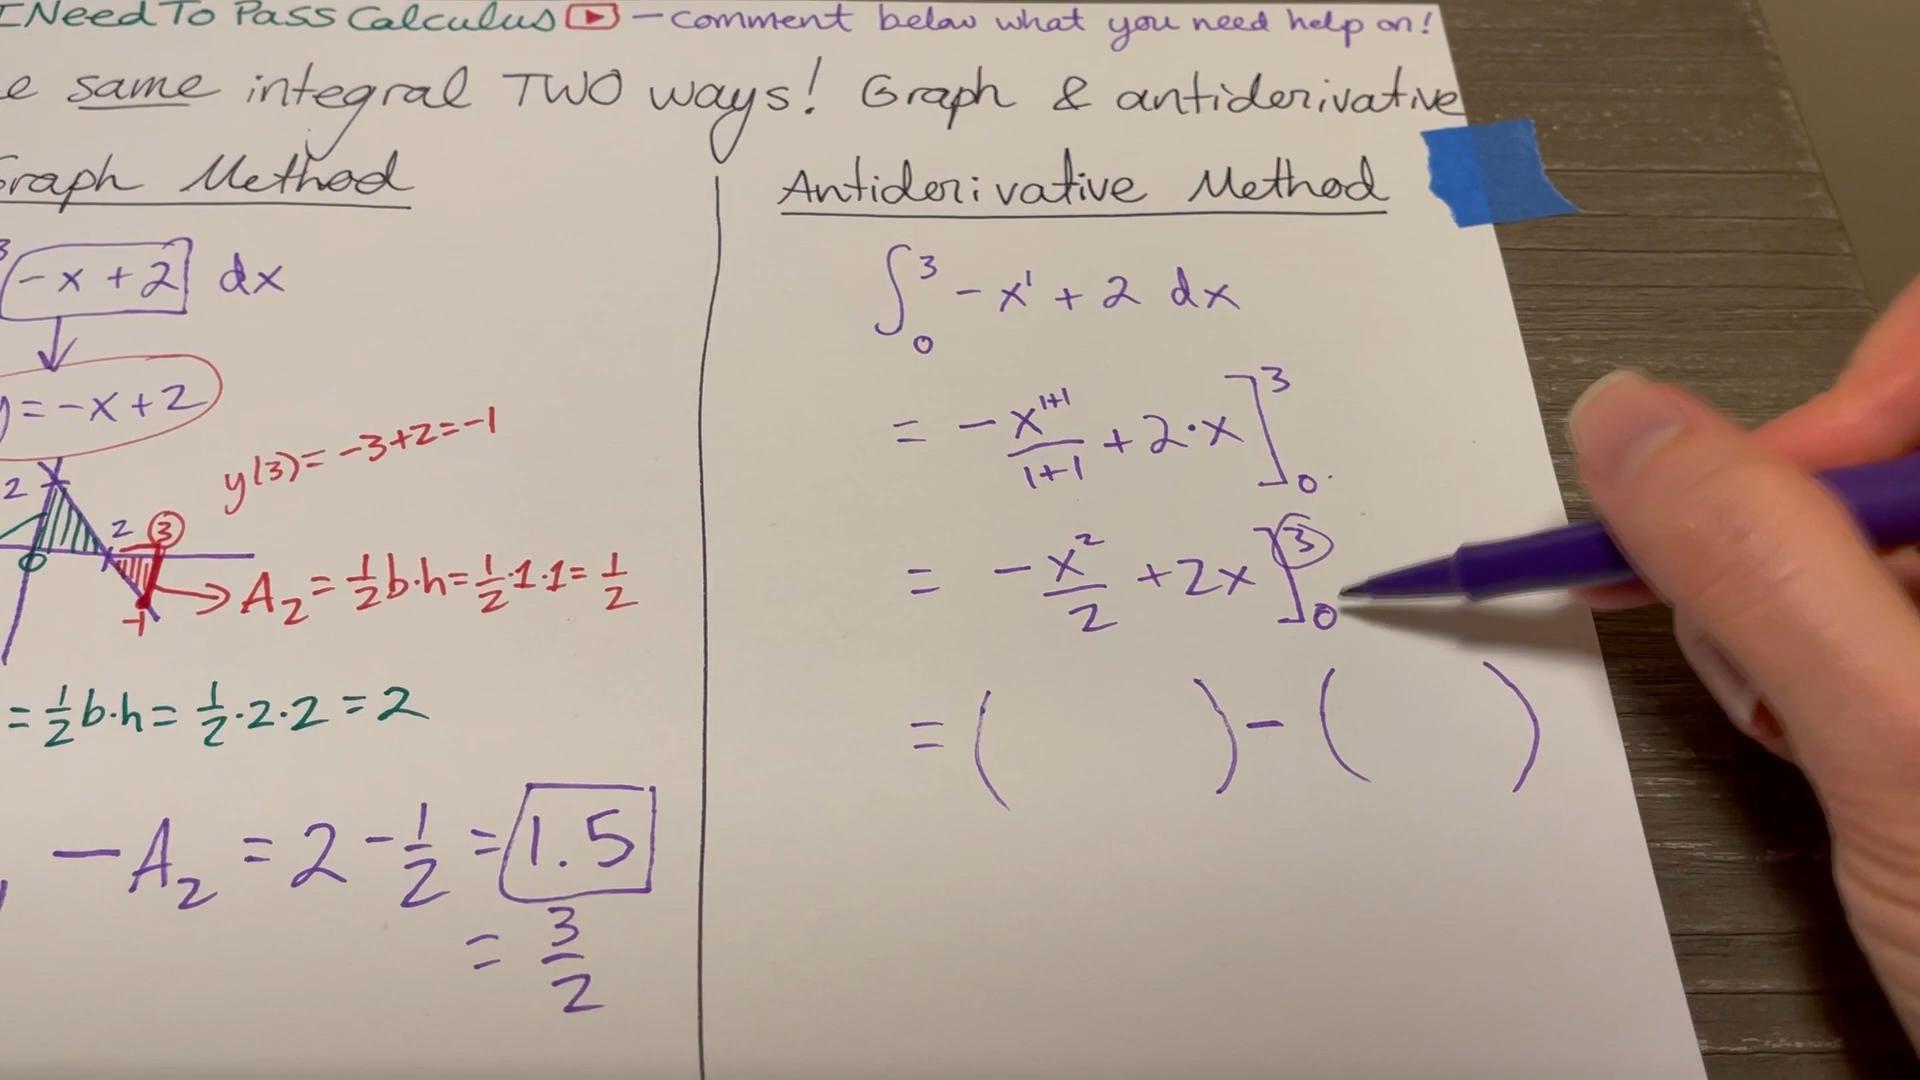 INeedToPassCalculus — comment below what you need help on!
same integral TWO ways! Graph & antiderivative
Graph Method
3
-x+2 dx
y=-x+2
y(3)=-3+2=-1
2
2 3
0
-1
A₂=½b·h=½·1·1=½
=½b·h=½·2·2=2
-A₂=2-½=1.5
=3/2
Antiderivative Method
∫₀³ -x¹+2 dx
= -x¹⁺¹/1+1 +2·x]₀³
= -x²/2 +2x]₀³
= ( ) - ( )